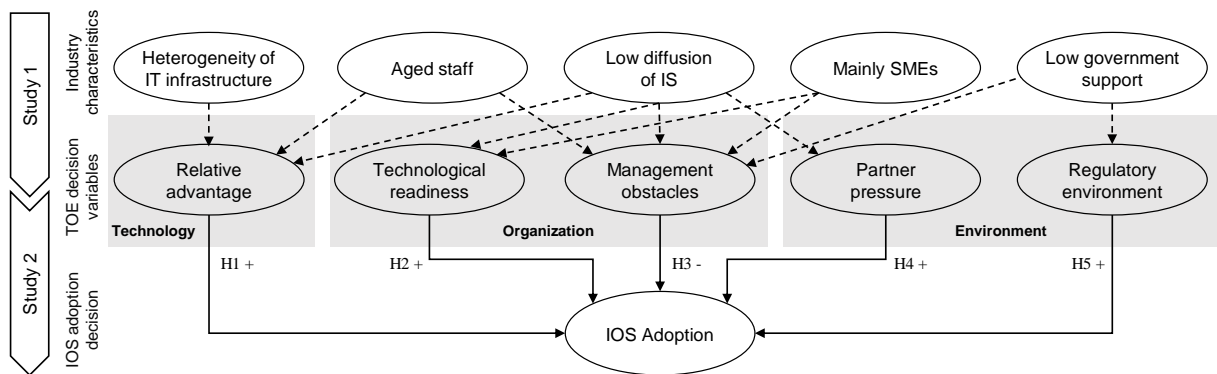 Study 1
Industry
characteristics
Heterogeneity of
IT infrastructure
Aged staff
Low diffusion
of IS
Mainly SMEs
Low government
support
TOE decision
variables
Relative
advantage
Technological
readiness
Management
obstacles
Partner
pressure
Regulatory
environment
Technology
Organization
Environment
Study 2
H1 +
H2 +
H3 -
H4 +
H5 +
IOS adoption
decision
IOS Adoption